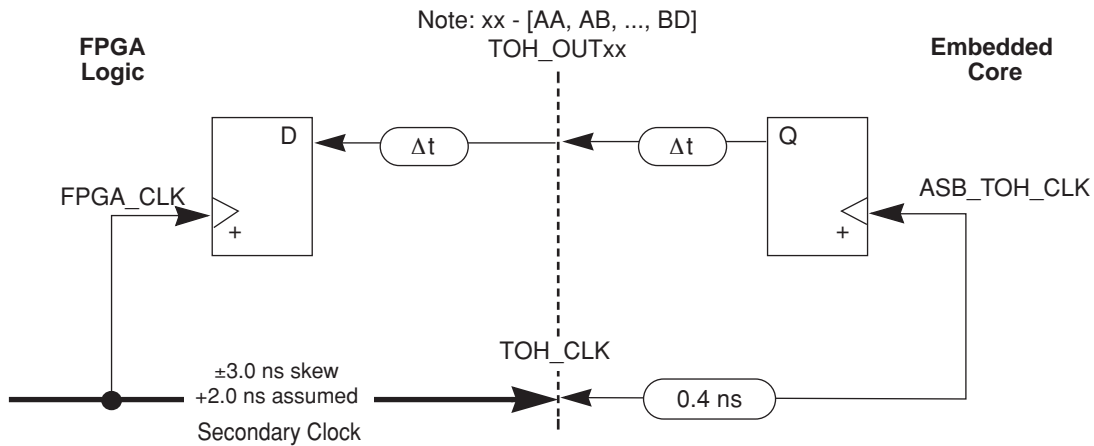 Note: xx - [AA, AB, ..., BD]
TOH_OUTxx
FPGA
Logic
Embedded
Core
D
Δt
Δt
Q
FPGA_CLK
ASB_TOH_CLK
+
+
TOH_CLK
±3.0 ns skew
+2.0 ns assumed
0.4 ns
Secondary Clock